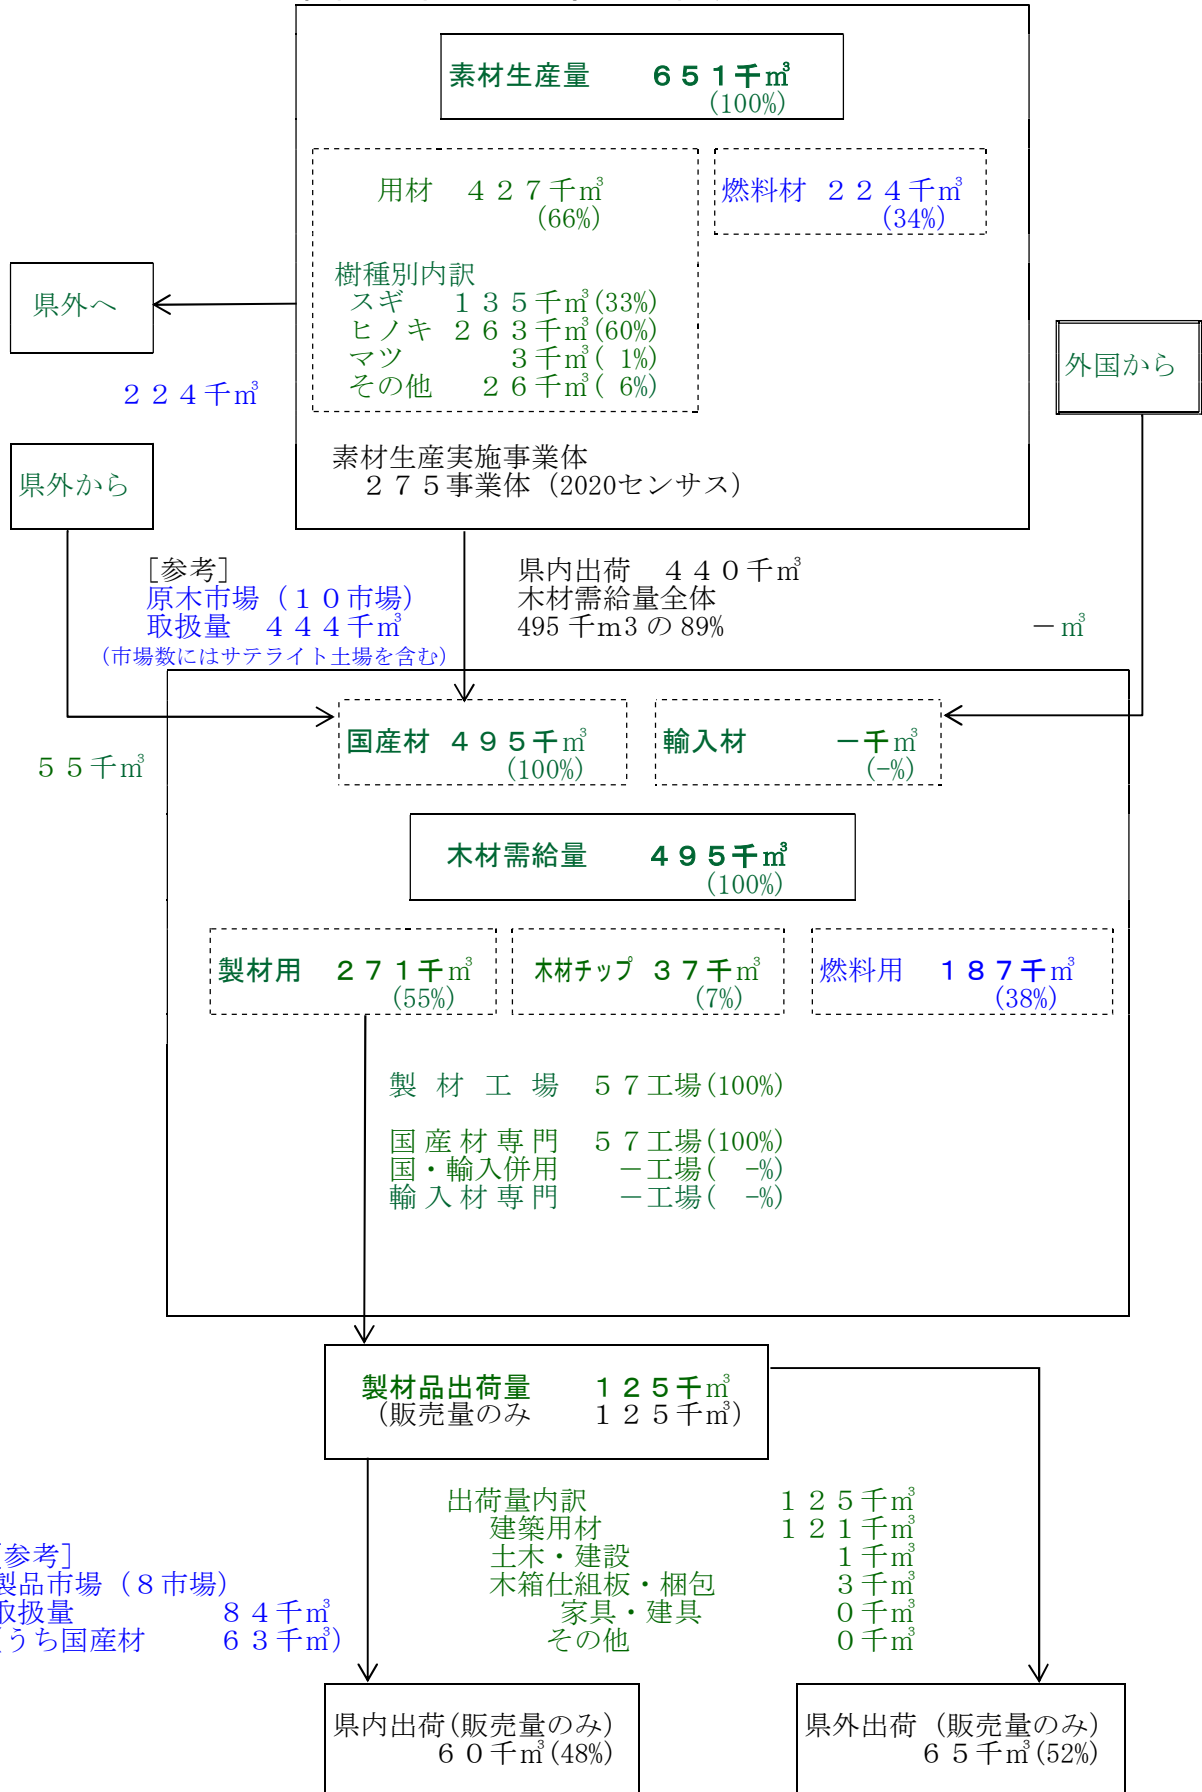 素材生産量 ６５１千㎥
(100%)
用材 ４２７千㎥
(66%)
燃料材 ２２４千㎥
(34%)
樹種別内訳
スギ １３５千㎥(33%)
ヒノキ ２６３千㎥(60%)
マツ ３千㎥( 1%)
その他 ２６千㎥( 6%)
県外へ
２２４千㎥
外国から
県外から
素材生産実施事業体
２７５事業体（2020センサス）
［参考］
原木市場（１０市場）
取扱量 ４４４千㎥
（市場数にはサテライト土場を含む）
県内出荷 ４４０千㎥
木材需給量全体
495 千m3 の 89%
－㎥
５５千㎥
国産材 ４９５千㎥
(100%)
輸入材 －千㎥
(-%)
木材需給量 ４９５千㎥
(100%)
製材用 ２７１千㎥
(55%)
木材チップ ３７千㎥
(7%)
燃料用 １８７千㎥
(38%)
製材工場 ５７工場(100%)
国産材専門 ５７工場(100%)
国・輸入併用 －工場( -%)
輸入材専門 －工場( -%)
製材品出荷量 １２５千㎥
（販売量のみ １２５千㎥）
出荷量内訳 １２５千㎥
建築用材 １２１千㎥
土木・建設 １千㎥
木箱仕組板・梱包 ３千㎥
家具・建具 ０千㎥
その他 ０千㎥
［参考］
製品市場（８市場）
取扱量 ８４千㎥
（うち国産材 ６３千㎥）
県内出荷(販売量のみ）
６０千㎥(48%)
県外出荷（販売量のみ）
６５千㎥(52%)